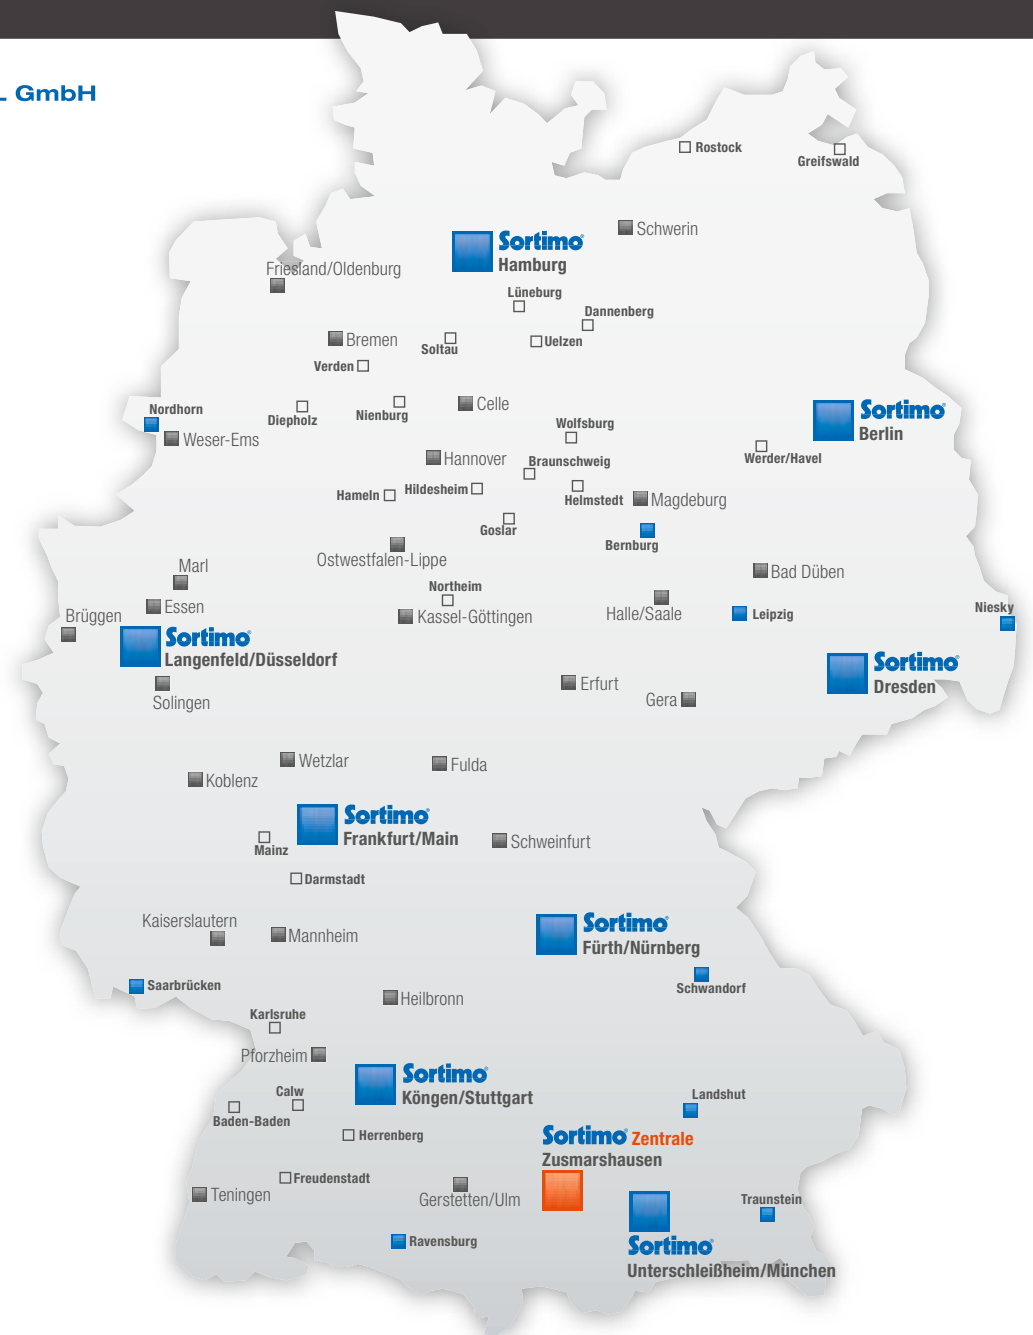 L GmbH
Rostock
Greifswald
Schwerin
Sortimo®
Hamburg
Friesland/Oldenburg
Lüneburg
Dannenberg
Bremen
Soltau
Uelzen
Verden
Nordhorn
Diepholz
Nienburg
Celle
Sortimo®
Berlin
Weser-Ems
Wolfsburg
Hannover
Braunschweig
Werder/Havel
Hameln
Hildesheim
Helmstedt
Magdeburg
Goslar
Bernburg
Ostwestfalen-Lippe
Marl
Bad Düben
Northeim
Essen
Brüggen
Kassel-Göttingen
Halle/Saale
Leipzig
Niesky
Sortimo®
Langenfeld/Düsseldorf
Sortimo®
Dresden
Solingen
Erfurt
Gera
Wetzlar
Fulda
Koblenz
Sortimo®
Frankfurt/Main
Mainz
Schweinfurt
Darmstadt
Kaiserslautern
Mannheim
Sortimo®
Fürth/Nürnberg
Saarbrücken
Schwandorf
Heilbronn
Karlsruhe
Pforzheim
Sortimo®
Köngen/Stuttgart
Calw
Baden-Baden
Landshut
Herrenberg
Sortimo® Zentrale
Zusmarshausen
Freudenstadt
Teningen
Gerstetten/Ulm
Traunstein
Ravensburg
Sortimo®
Unterschleißheim/München